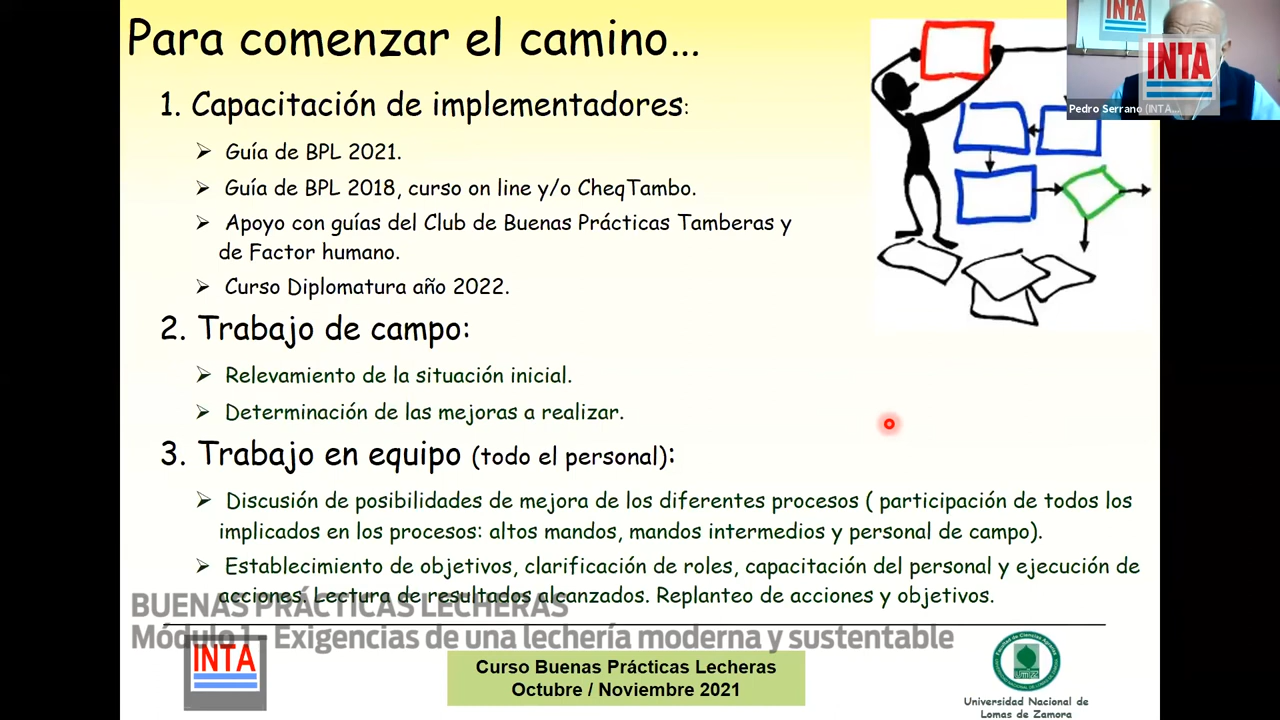 Para comenzar el camino...
INTA
INTA
Pedro Serrano (INTA...
1. Capacitación de implementadores:
➢ Guía de BPL 2021.
➢ Guía de BPL 2018, curso on line y/o CheqTambo.
➢ Apoyo con guías del Club de Buenas Prácticas Tamberas y
de Factor humano.
➢ Curso Diplomatura año 2022.
2. Trabajo de campo:
➢ Relevamiento de la situación inicial.
➢ Determinación de las mejoras a realizar.
3. Trabajo en equipo (todo el personal):
➢ Discusión de posibilidades de mejora de los diferentes procesos ( participación de todos los
implicados en los procesos: altos mandos, mandos intermedios y personal de campo).
➢ Establecimiento de objetivos, clarificación de roles, capacitación del personal y ejecución de
acciones. Lectura de resultados alcanzados. Replanteo de acciones y objetivos.
BUENAS PRÁCTICAS LECHERAS
Módulo 1 - Exigencias de una lechería moderna y sustentable
INTA
Curso Buenas Prácticas Lecheras
Octubre / Noviembre 2021
Universidad Nacional de
Lomas de Zamora